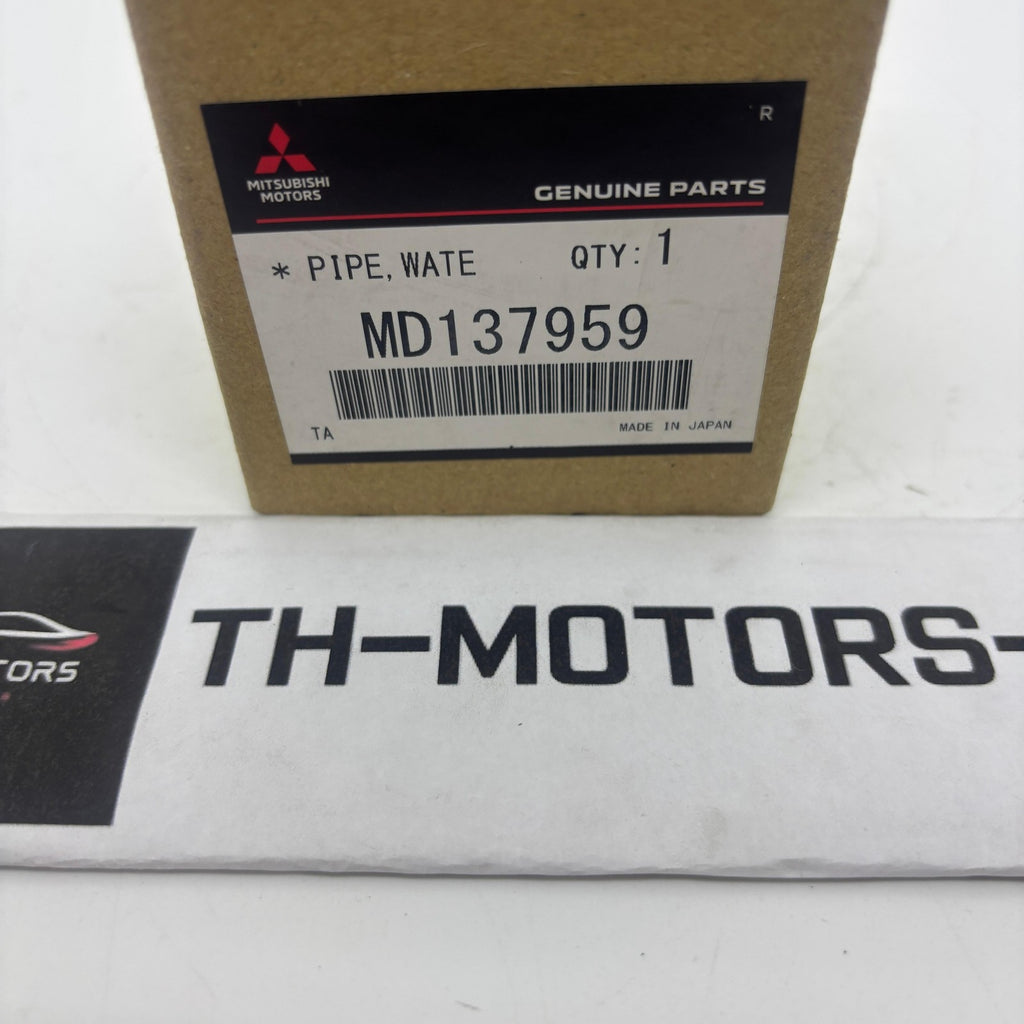 R
MITSUBISHI
MOTORS
GENUINE PARTS
* PIPE, WATE QTY: 1
MD137959
TA MADE IN JAPAN
TORS
TH-MOTORS-